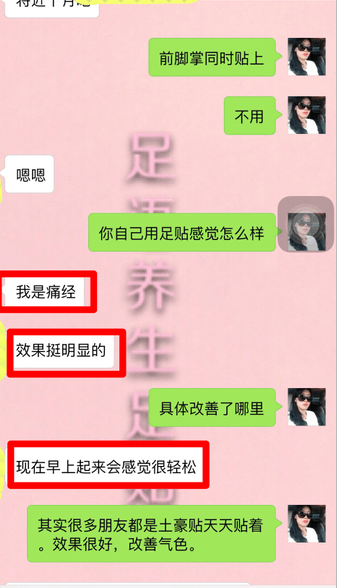 将近个月吧
前脚掌同时贴上
不用
嗯嗯
你自己用足贴感觉怎么样
我是痛经
效果挺明显的
具体改善了哪里
现在早上起来会感觉很轻松
其实很多朋友都是土豪贴天天贴着
。效果很好，改善气色。
足
养
生
足